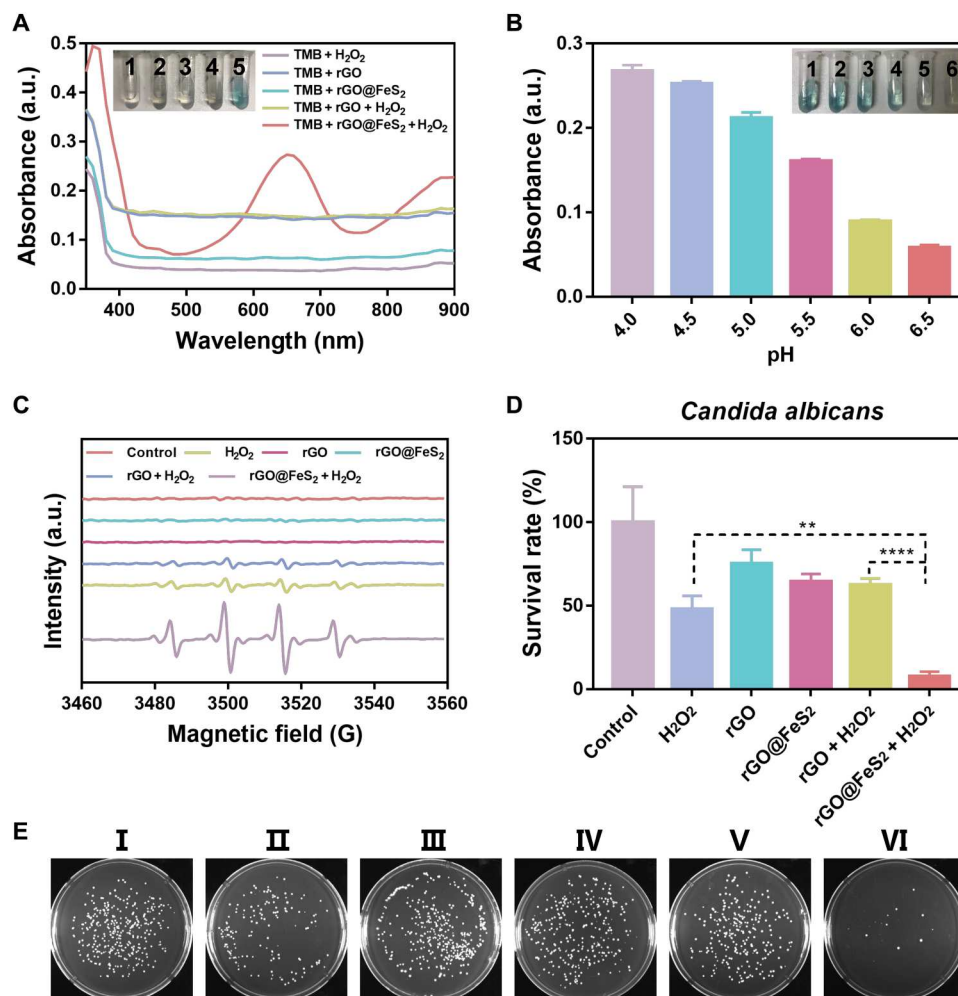 A
0.5
0.4
0.3
0.2
0.1
0.0
Absorbance (a.u.)
1 2 3 4 5
TMB + H₂O₂
TMB + rGO
TMB + rGO@FeS₂
TMB + rGO + H₂O₂
TMB + rGO@FeS₂ + H₂O₂
400 500 600 700 800 900
Wavelength (nm)
B
0.3
0.2
0.1
0.0
Absorbance (a.u.)
1 2 3 4 5 6
4.0 4.5 5.0 5.5 6.0 6.5
pH
C
Control H₂O₂ rGO rGO@FeS₂
rGO + H₂O₂ rGO@FeS₂ + H₂O₂
Intensity (a.u.)
3460 3480 3500 3520 3540 3560
Magnetic field (G)
D
Candida albicans
150
100
50
0
Survival rate (%)
**
****
Control H₂O₂ rGO rGO@FeS₂ rGO + H₂O₂ rGO@FeS₂ + H₂O₂
E
I II III IV V VI